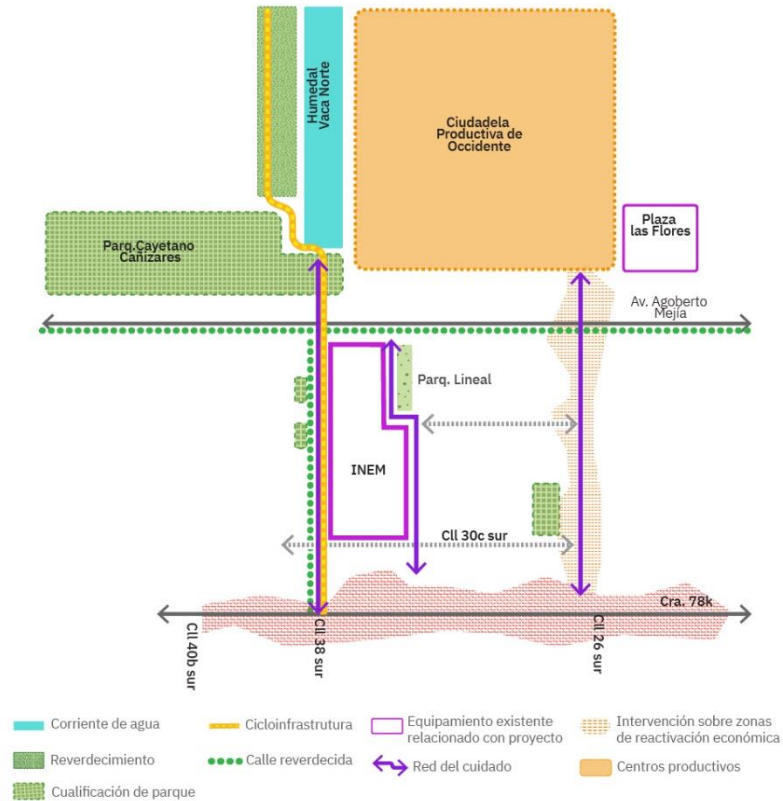 Humedal
Vaca Norte
Ciudadela
Productiva de
Occidente
Plaza
las Flores
Parq.Cayetano
Cañizares
Av. Agoberto
Mejía
Parq. Lineal
INEM
Cll 30c sur
Cra. 78k
Cll 40b sur
Cll 38 sur
Cll 26 sur
Corriente de agua
Cicloinfrastrutura
Equipamiento existente
relacionado con proyecto
Intervención sobre zonas
de reactivación económica
Reverdecimiento
Calle reverdecida
Red del cuidado
Centros productivos
Cualificación de parque